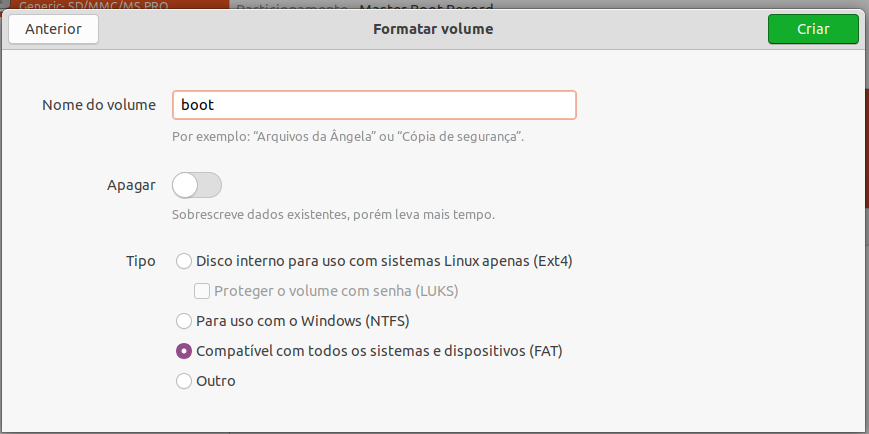 Generic- SD/MMC/MS PRO
Particionamento Master Boot Record
Anterior
Formatar volume
Criar
Nome do volume
boot
Por exemplo: “Arquivos da Ângela” ou “Cópia de segurança”.
Apagar
Sobrescreve dados existentes, porém leva mais tempo.
Tipo
Disco interno para uso com sistemas Linux apenas (Ext4)
Proteger o volume com senha (LUKS)
Para uso com o Windows (NTFS)
Compatível com todos os sistemas e dispositivos (FAT)
Outro